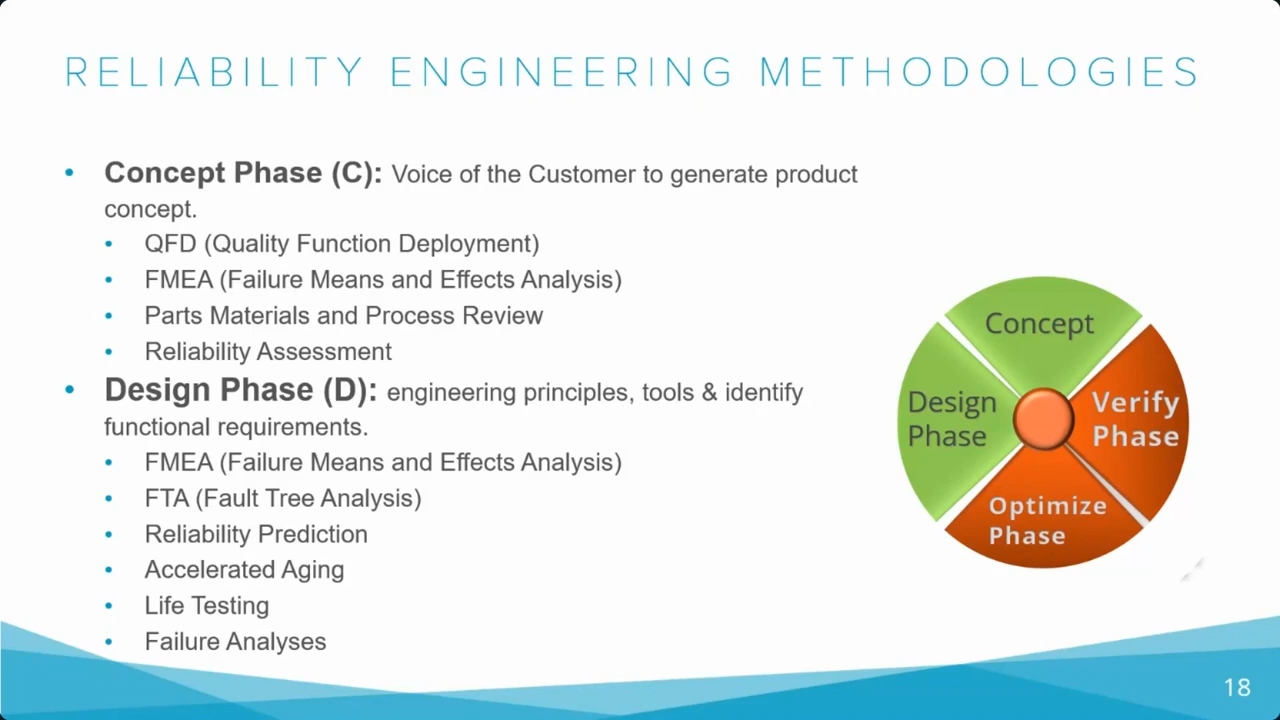 RELIABILITY ENGINEERING METHODOLOGIES
• Concept Phase (C): Voice of the Customer to generate product
concept.
• QFD (Quality Function Deployment)
• FMEA (Failure Means and Effects Analysis)
• Parts Materials and Process Review
• Reliability Assessment
• Design Phase (D): engineering principles, tools & identify
functional requirements.
• FMEA (Failure Means and Effects Analysis)
• FTA (Fault Tree Analysis)
• Reliability Prediction
• Accelerated Aging
• Life Testing
• Failure Analyses
Concept
Design
Phase
Verify
Phase
Optimize
Phase
18